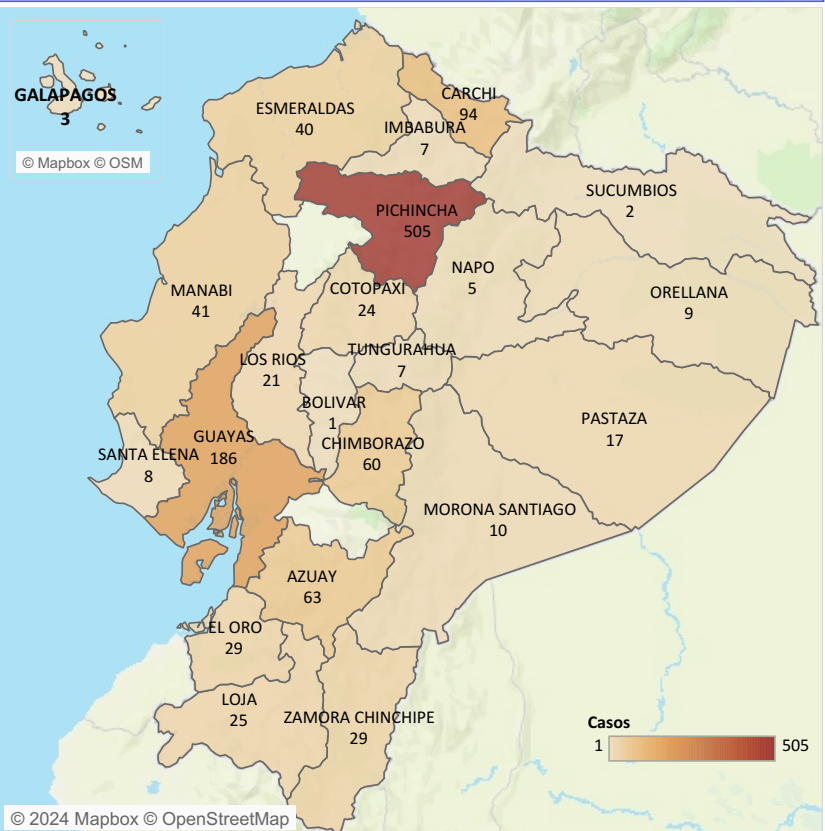 GALAPAGOS
3
© Mapbox © OSM
ESMERALDAS
40
CARCHI
94
IMBABURA
7
SUCUMBIOS
2
PICHINCHA
505
NAPO
5
ORELLANA
9
MANABI
41
COTOPAXI
24
TUNGURAHUA
7
LOS RIOS
21
BOLIVAR
1
PASTAZA
17
GUAYAS
186
CHIMBORAZO
60
SANTA ELENA
8
MORONA SANTIAGO
10
AZUAY
63
EL ORO
29
LOJA
25
ZAMORA CHINCHIPE
29
Casos
1 505
© 2024 Mapbox © OpenStreetMap